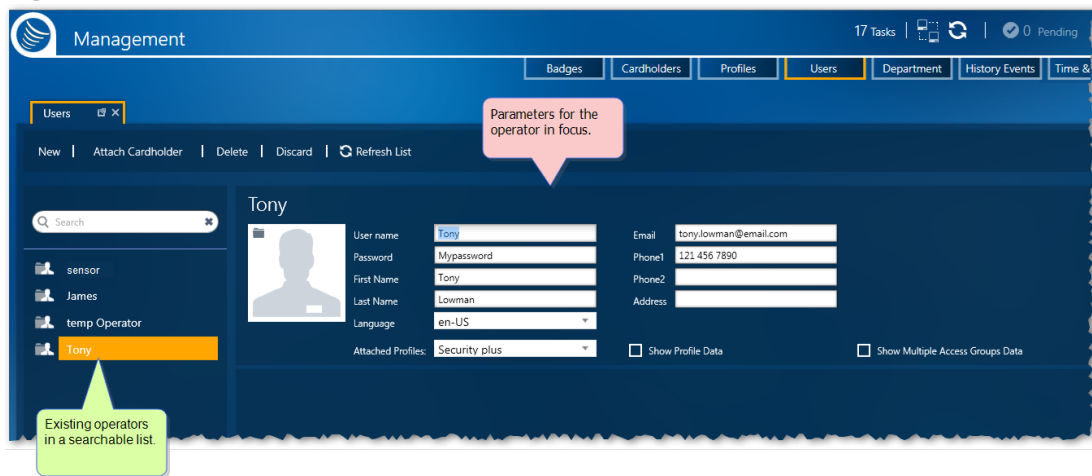 Management
17 Tasks
0 Pending
Badges
Cardholders
Profiles
Users
Department
History Events
Time &
Users
Parameters for the
operator in focus.
New | Attach Cardholder | Delete | Discard | Refresh List
Search
sensor
James
temp Operator
Tony
Existing operators
in a searchable list.
Tony
User name Tony
Password Mypassword
First Name Tony
Last Name Lowman
Language en-US
Attached Profiles: Security plus
Email tony.lowman@email.com
Phone1 121 456 7890
Phone2
Address
Show Profile Data
Show Multiple Access Groups Data